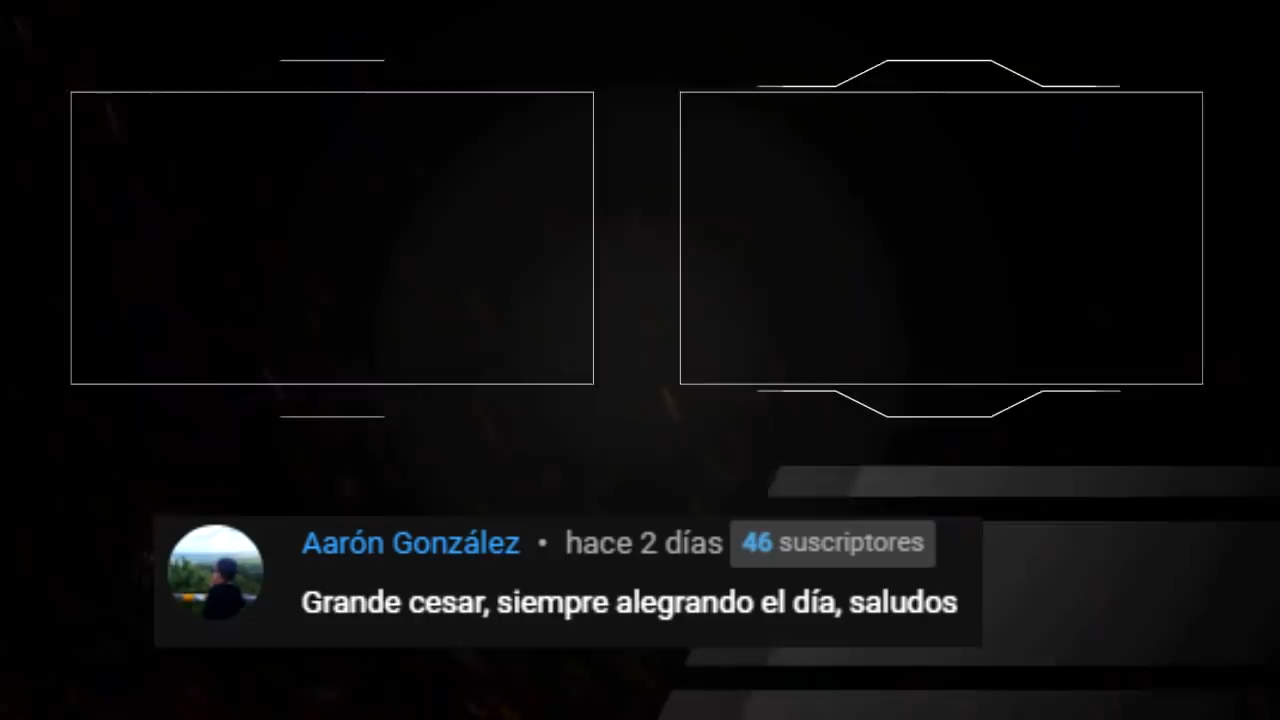 Aarón González • hace 2 días 46 suscriptores
Grande cesar, siempre alegrando el día, saludos